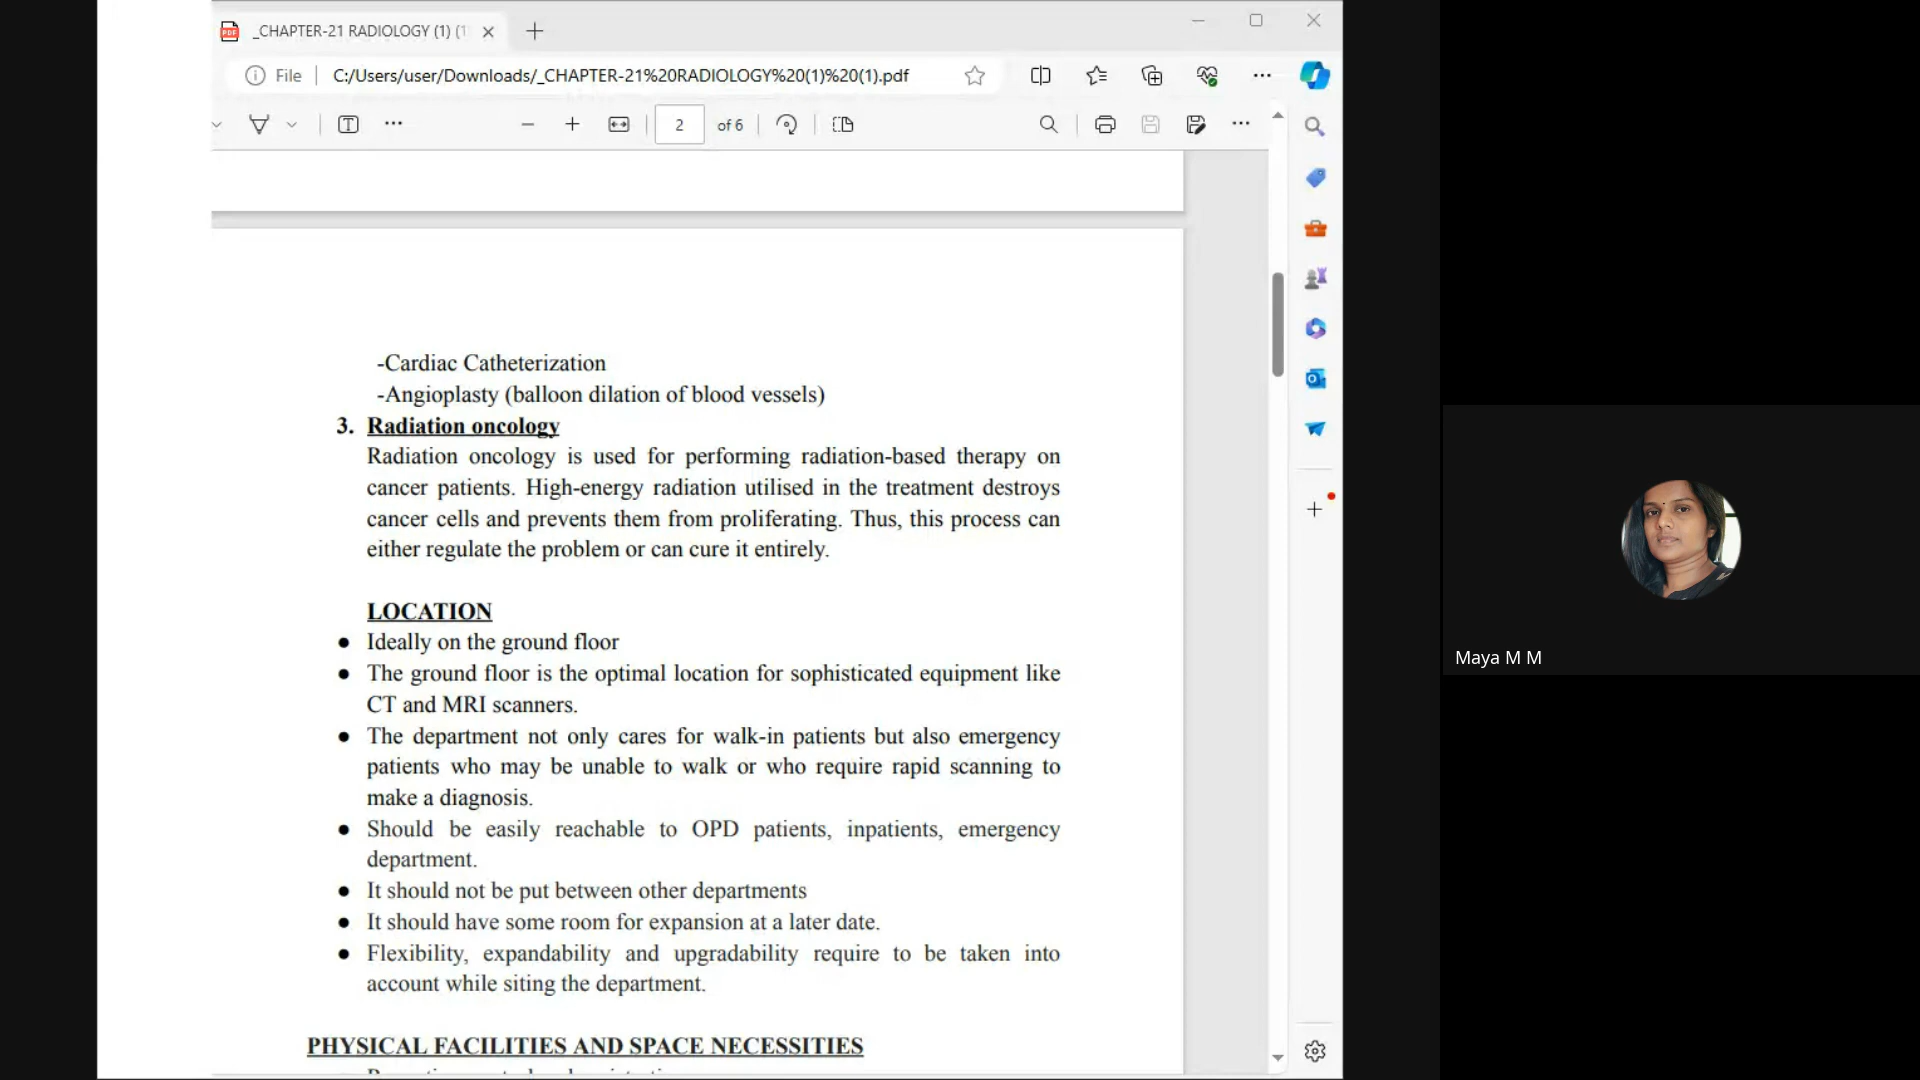 _CHAPTER-21 RADIOLOGY (1) (1
File
C:/Users/user/Downloads/_CHAPTER-21%20RADIOLOGY%20(1)%20(1).pdf
2
of 6
-Cardiac Catheterization
-Angioplasty (balloon dilation of blood vessels)
3. Radiation oncology
Radiation oncology is used for performing radiation-based therapy on
cancer patients. High-energy radiation utilised in the treatment destroys
cancer cells and prevents them from proliferating. Thus, this process can
either regulate the problem or can cure it entirely.
LOCATION
● Ideally on the ground floor
● The ground floor is the optimal location for sophisticated equipment like
CT and MRI scanners.
● The department not only cares for walk-in patients but also emergency
patients who may be unable to walk or who require rapid scanning to
make a diagnosis.
● Should be easily reachable to OPD patients, inpatients, emergency
department.
● It should not be put between other departments
● It should have some room for expansion at a later date.
● Flexibility, expandability and upgradability require to be taken into
account while siting the department.
PHYSICAL FACILITIES AND SPACE NECESSITIES
Maya M M